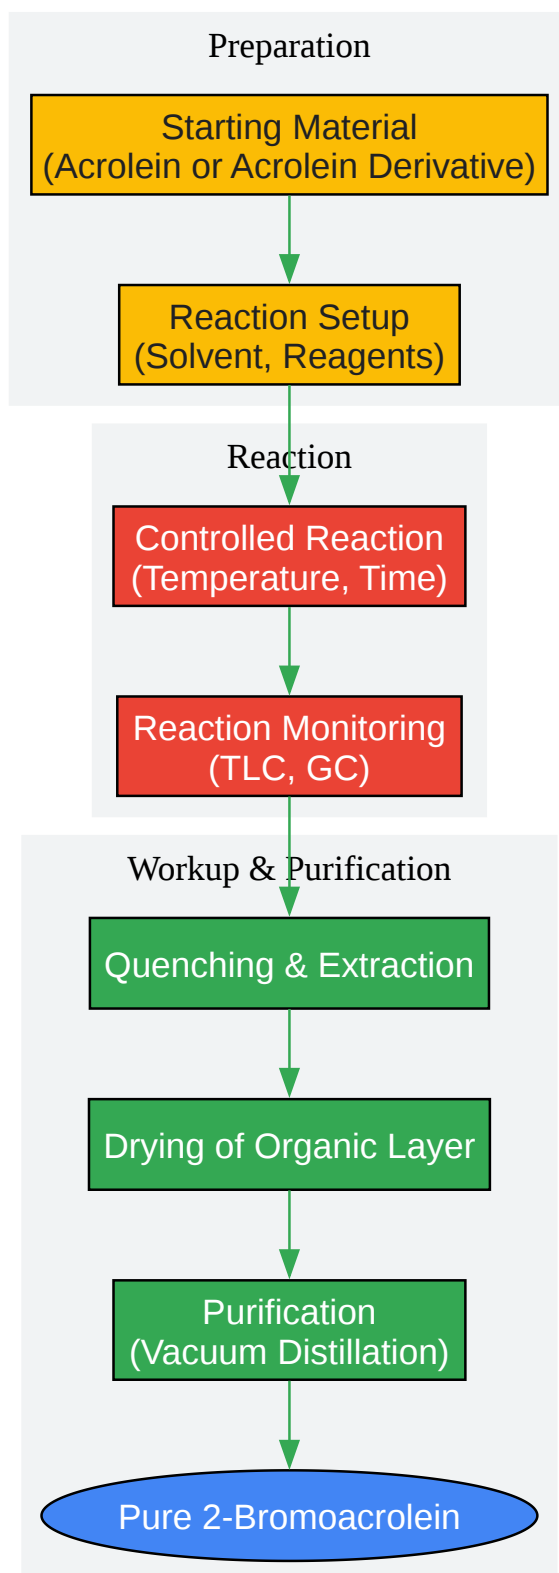 Preparation
Starting Material
(Acrolein or Acrolein Derivative)
Reaction Setup
(Solvent, Reagents)
Reaction
Controlled Reaction
(Temperature, Time)
Reaction Monitoring
(TLC, GC)
Workup & Purification
Quenching & Extraction
Drying of Organic Layer
Purification
(Vacuum Distillation)
Pure 2-Bromoacrolein